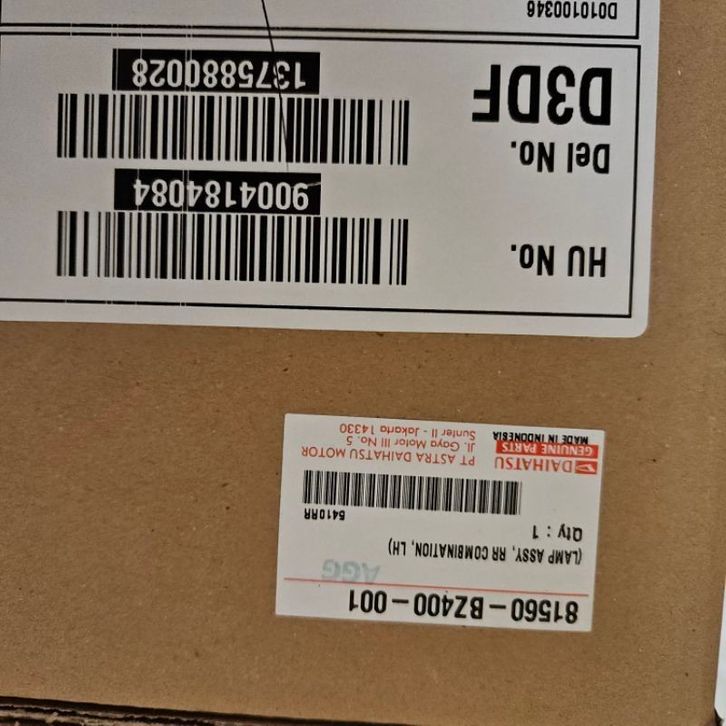 HU No.
9004184084
Del No.
1375880028
D3DF
D010100346
81560-BZ400-001
(LAMP ASSY, RR COMBINATION, LH)
AGG
Qty : 1
5410RR
DAIHATSU
GENUINE PARTS
MADE IN INDONESIA
PT ASTRA DAIHATSU MOTOR
Jl. Gaya Motor III No. 5
Sunter II - Jakarta 14330